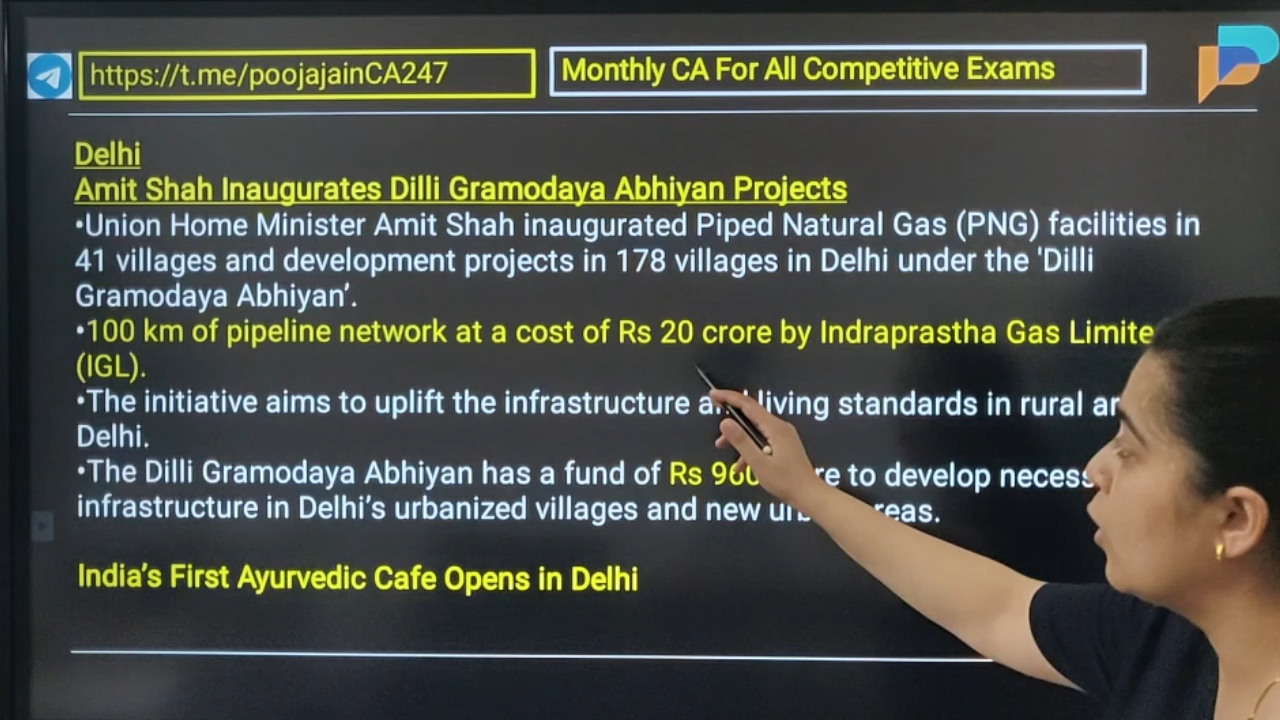 https://t.me/poojajainCA247
Monthly CA For All Competitive Exams
Delhi
Amit Shah Inaugurates Dilli Gramodaya Abhiyan Projects
•Union Home Minister Amit Shah inaugurated Piped Natural Gas (PNG) facilities in
41 villages and development projects in 178 villages in Delhi under the 'Dilli
Gramodaya Abhiyan’.
•100 km of pipeline network at a cost of Rs 20 crore by Indraprastha Gas
(IGL).
•The initiative aims to uplift the infrastructure living standards in rural
Delhi.
•The Dilli Gramodaya Abhiyan has a fund of Rs to develop
infrastructure in Delhi’s urbanized villages and new
India’s First Ayurvedic Cafe Opens in Delhi